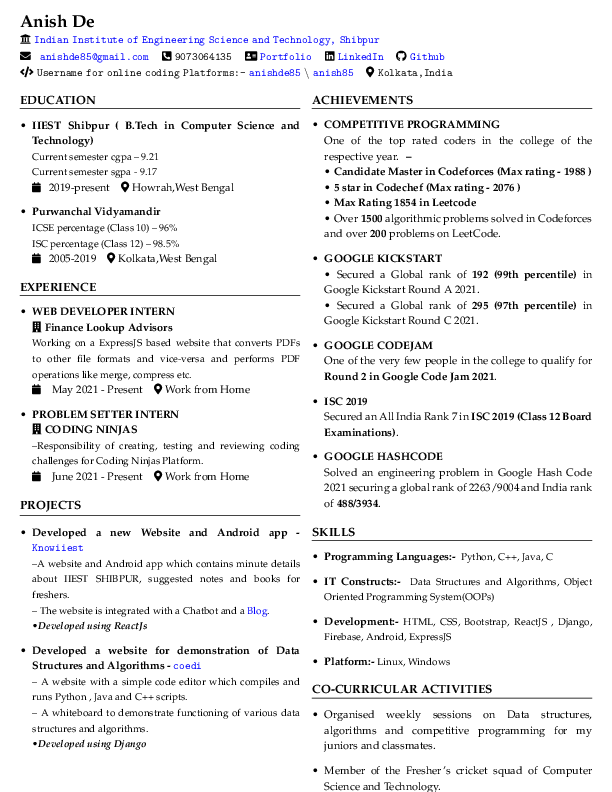 Anish De
Indian Institute of Engineering Science and Technology, Shibpur
anishde85@gmail.com 9073064135 Portfolio LinkedIn Github
Username for online coding Platforms:- anishde85 \ anish85 Kolkata,India
EDUCATION
• IIEST Shibpur ( B.Tech in Computer Science and
Technology)
Current semester cgpa – 9.21
Current semester sgpa - 9.17
2019-present Howrah,West Bengal
• Purwanchal Vidyamandir
ICSE percentage (Class 10) – 96%
ISC percentage (Class 12) – 98.5%
2005-2019 Kolkata,West Bengal
EXPERIENCE
• WEB DEVELOPER INTERN
Finance Lookup Advisors
Working on a ExpressJS based website that converts PDFs
to other file formats and vice-versa and performs PDF
operations like merge, compress etc.
May 2021 - Present Work from Home
• PROBLEM SETTER INTERN
CODING NINJAS
–Responsibility of creating, testing and reviewing coding
challenges for Coding Ninjas Platform.
June 2021 - Present Work from Home
PROJECTS
• Developed a new Website and Android app -
Knowiiest
–A website and Android app which contains minute details
about IIEST SHIBPUR, suggested notes and books for
freshers.
– The website is integrated with a Chatbot and a Blog.
•Developed using ReactJs
• Developed a website for demonstration of Data
Structures and Algorithms - coedi
– A website with a simple code editor which compiles and
runs Python , Java and C++ scripts.
– A whiteboard to demonstrate functioning of various data
structures and algorithms.
•Developed using Django
ACHIEVEMENTS
• COMPETITIVE PROGRAMMING
One of the top rated coders in the college of the
respective year. –
• Candidate Master in Codeforces (Max rating - 1988 )
• 5 star in Codechef (Max rating - 2076 )
• Max Rating 1854 in Leetcode
• Over 1500 algorithmic problems solved in Codeforces
and over 200 problems on LeetCode.
• GOOGLE KICKSTART
• Secured a Global rank of 192 (99th percentile) in
Google Kickstart Round A 2021.
• Secured a Global rank of 295 (97th percentile) in
Google Kickstart Round C 2021.
• GOOGLE CODEJAM
One of the very few people in the college to qualify for
Round 2 in Google Code Jam 2021.
• ISC 2019
Secured an All India Rank 7 in ISC 2019 (Class 12 Board
Examinations).
• GOOGLE HASHCODE
Solved an engineering problem in Google Hash Code
2021 securing a global rank of 2263/9004 and India rank
of 488/3934.
SKILLS
• Programming Languages:- Python, C++, Java, C
• IT Constructs:- Data Structures and Algorithms, Object
Oriented Programming System(OOPs)
• Development:- HTML, CSS, Bootstrap, ReactJS , Django,
Firebase, Android, ExpressJS
• Platform:- Linux, Windows
CO-CURRICULAR ACTIVITIES
• Organised weekly sessions on Data structures,
algorithms and competitive programming for my
juniors and classmates.
• Member of the Fresher's cricket squad of Computer
Science and Technology.